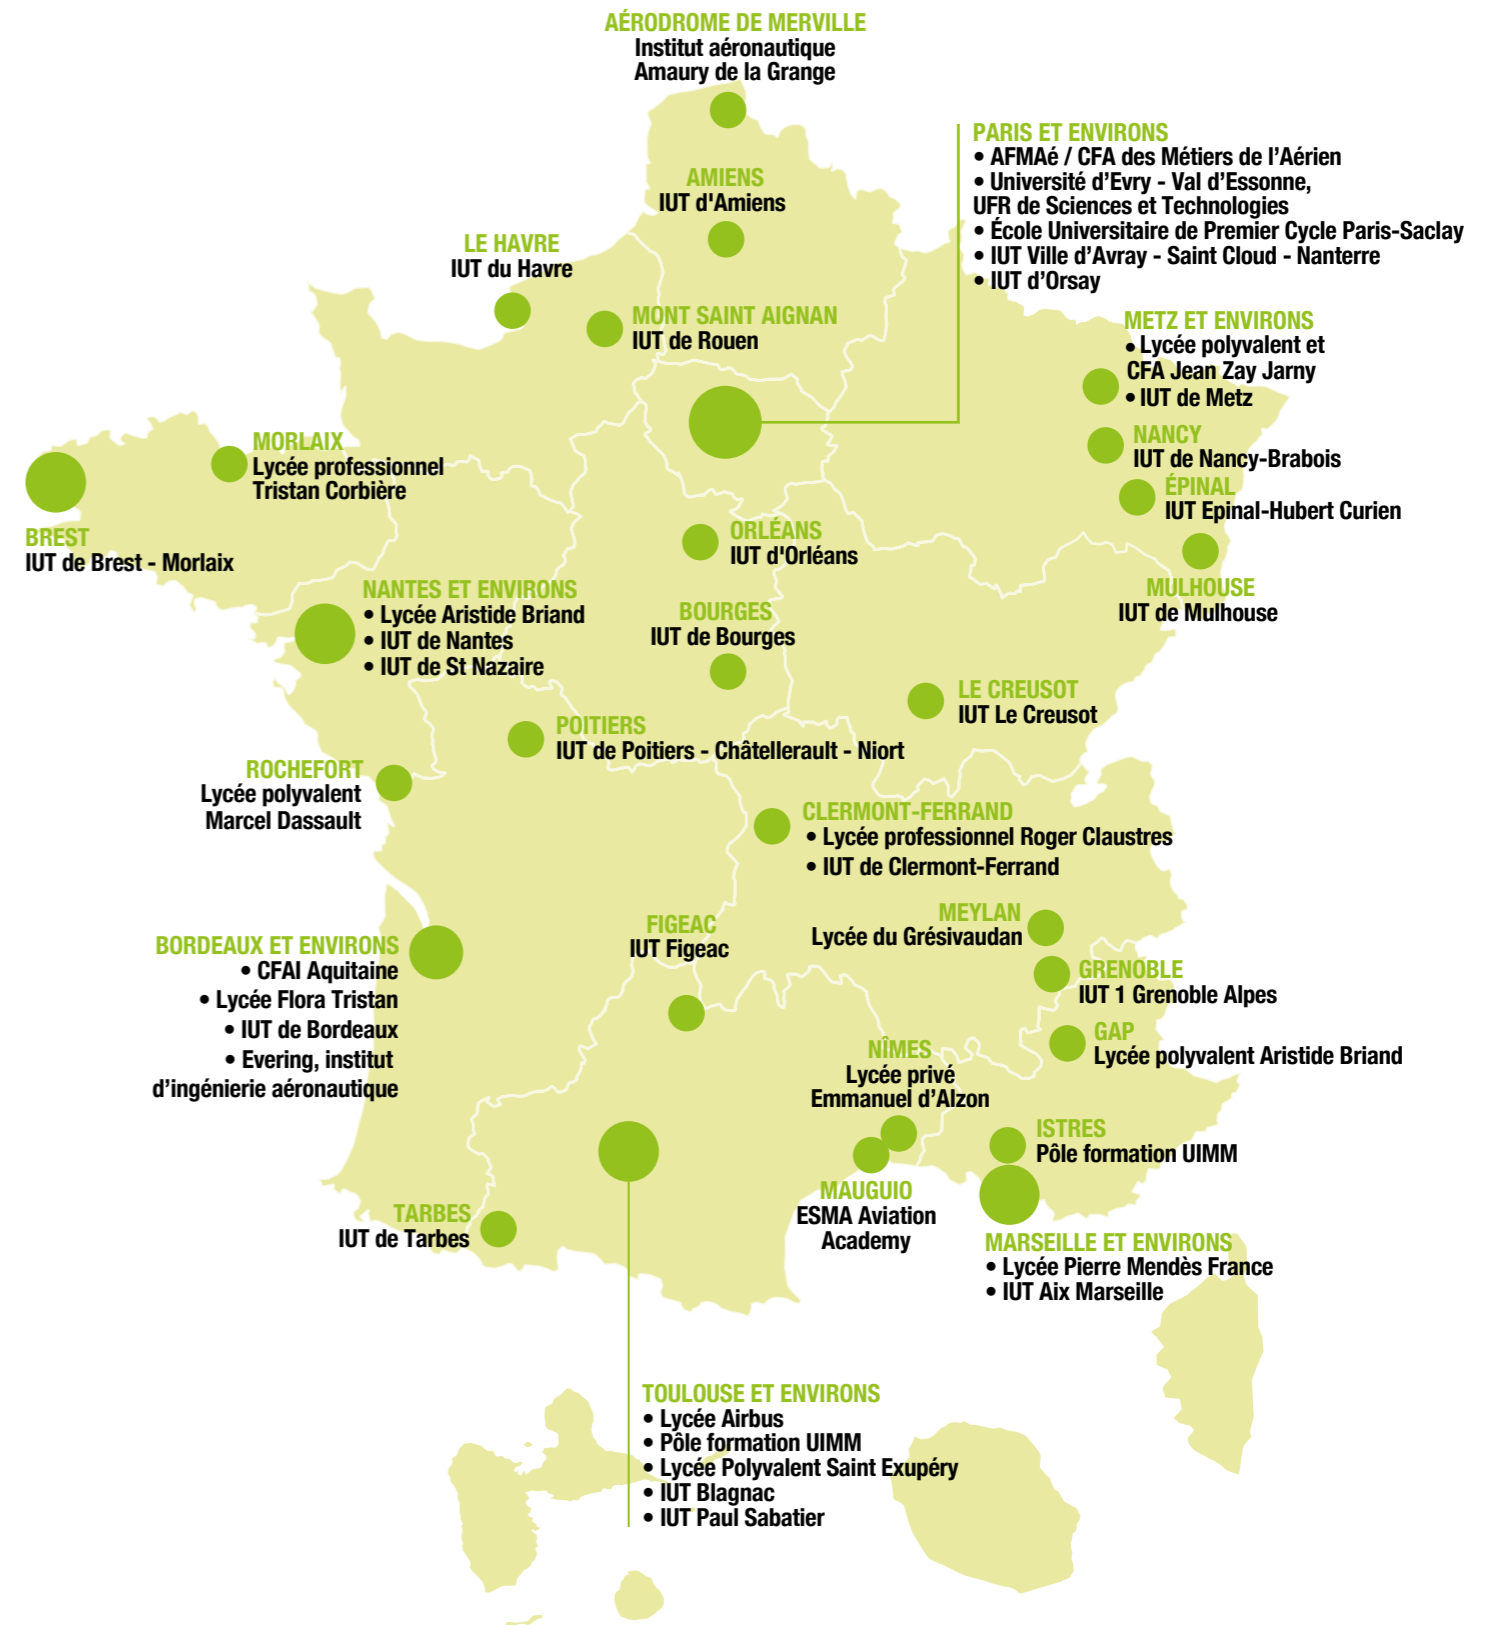 AÉRODROME DE MERVILLE
Institut aéronautique
Amaury de la Grange
PARIS ET ENVIRONS
• AFMAé / CFA des Métiers de l’Aérien
• Université d’Evry - Val d’Essonne,
UFR de Sciences et Technologies
• École Universitaire de Premier Cycle Paris-Saclay
• IUT Ville d’Avray - Saint Cloud - Nanterre
• IUT d’Orsay
AMIENS
IUT d'Amiens
LE HAVRE
IUT du Havre
MONT SAINT AIGNAN
IUT de Rouen
METZ ET ENVIRONS
• Lycée polyvalent et
CFA Jean Zay Jarny
• IUT de Metz
NANCY
IUT de Nancy-Brabois
ÉPINAL
IUT Epinal-Hubert Curien
MULHOUSE
IUT de Mulhouse
MORLAIX
Lycée professionnel
Tristan Corbière
BREST
IUT de Brest - Morlaix
ORLÉANS
IUT d'Orléans
NANTES ET ENVIRONS
• Lycée Aristide Briand
• IUT de Nantes
• IUT de St Nazaire
BOURGES
IUT de Bourges
LE CREUSOT
IUT Le Creusot
POITIERS
IUT de Poitiers - Châtellerault - Niort
ROCHEFORT
Lycée polyvalent
Marcel Dassault
CLERMONT-FERRAND
• Lycée professionnel Roger Claustres
• IUT de Clermont-Ferrand
MEYLAN
Lycée du Grésivaudan
FIGEAC
IUT Figeac
BORDEAUX ET ENVIRONS
• CFAI Aquitaine
• Lycée Flora Tristan
• IUT de Bordeaux
• Evering, institut
d’ingénierie aéronautique
GRENOBLE
IUT 1 Grenoble Alpes
GAP
Lycée polyvalent Aristide Briand
NÎMES
Lycée privé
Emmanuel d’Alzon
ISTRES
Pôle formation UIMM
MAUGUIO
ESMA Aviation
Academy
TARBES
IUT de Tarbes
MARSEILLE ET ENVIRONS
• Lycée Pierre Mendès France
• IUT Aix Marseille
TOULOUSE ET ENVIRONS
• Lycée Airbus
• Pôle formation UIMM
• Lycée Polyvalent Saint Exupéry
• IUT Blagnac
• IUT Paul Sabatier